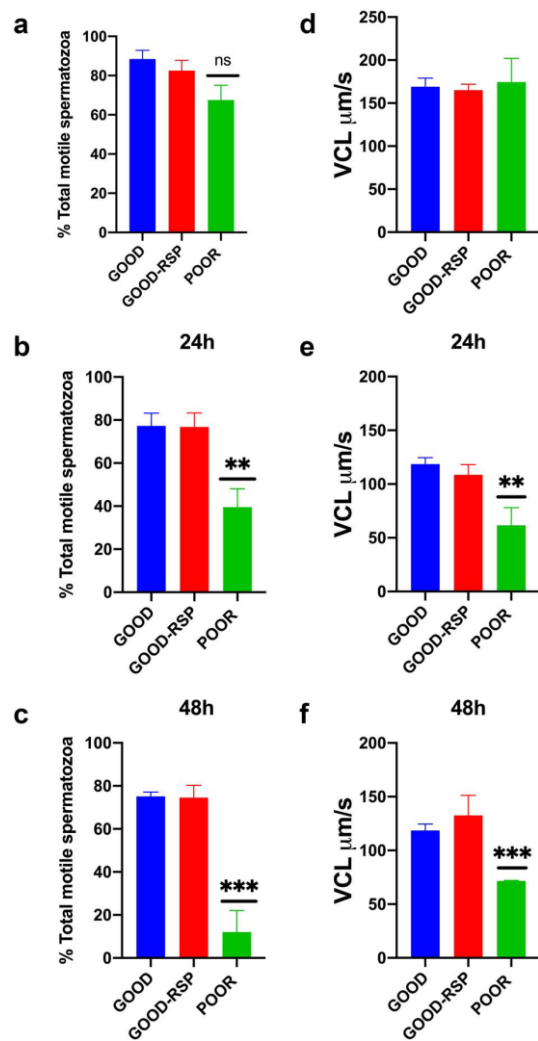 a
% Total motile spermatozoa
100
80
60
40
20
0
ns
GOOD
GOOD-RSP
POOR
d
VCL μm/s
200
150
100
50
0
GOOD
GOOD-RSP
POOR
b
24h
% Total motile spermatozoa
100
80
60
40
20
0
**
GOOD
GOOD-RSP
POOR
e
24h
VCL μm/s
200
150
100
50
0
**
GOOD
GOOD-RSP
POOR
c
48h
% Total motile spermatozoa
100
80
60
40
20
0
***
GOOD
GOOD-RSP
POOR
f
48h
VCL μm/s
200
150
100
50
0
***
GOOD
GOOD-RSP
POOR